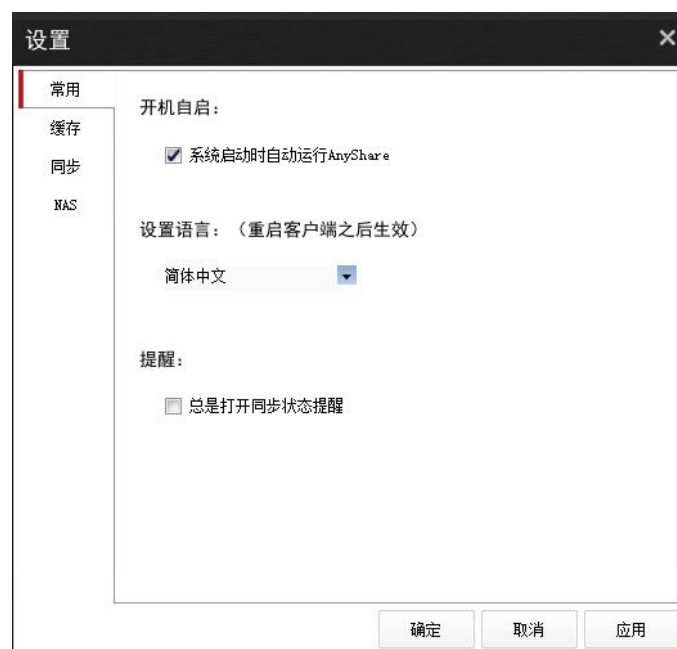 设置
常用
缓存
同步
NAS
开机自启：
系统启动时自动运行AnyShare
设置语言：（重启客户端之后生效）
简体中文
提醒：
总是打开同步状态提醒
确定
取消
应用